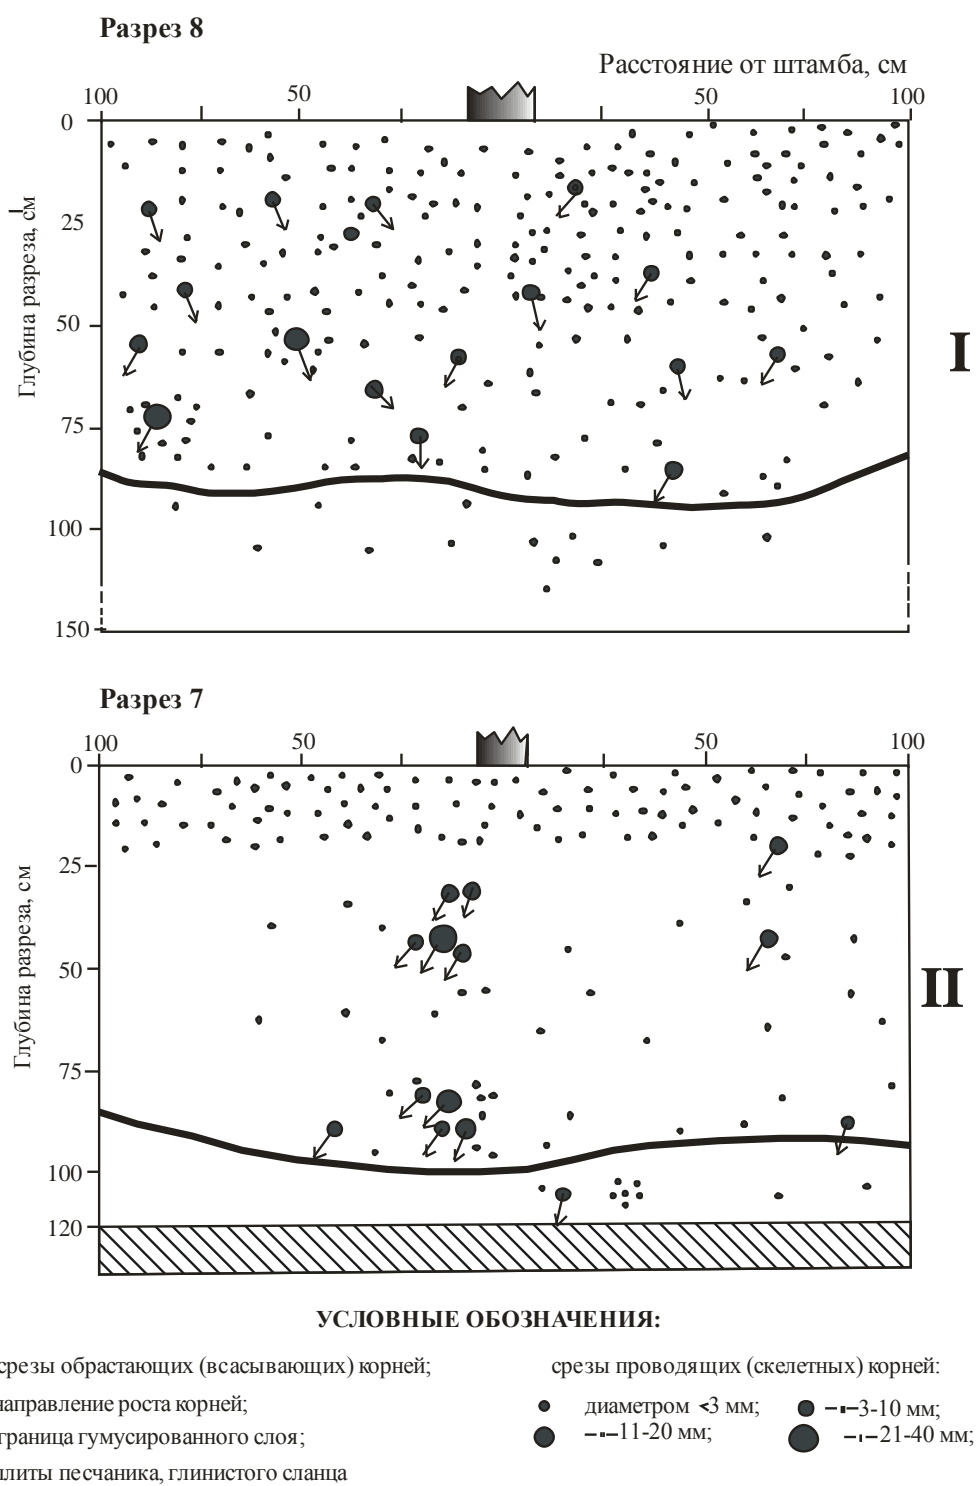 Разрез 8
Расстояние от штамба, см
100 50 50 100
0
25
50
75
100
150
Глубина разреза, см
I
Разрез 7
100 50 50 100
0
25
50
75
100
120
Глубина разреза, см
II
УСЛОВНЫЕ ОБОЗНАЧЕНИЯ:
срезы обрастающих (всасывающих) корней;
направление роста корней;
граница гумусированного слоя;
плиты песчаника, глинистого сланца
срезы проводящих (скелетных) корней:
диаметром <3 мм; –"–3-10 мм;
–"–11-20 мм; –"–21-40 мм;